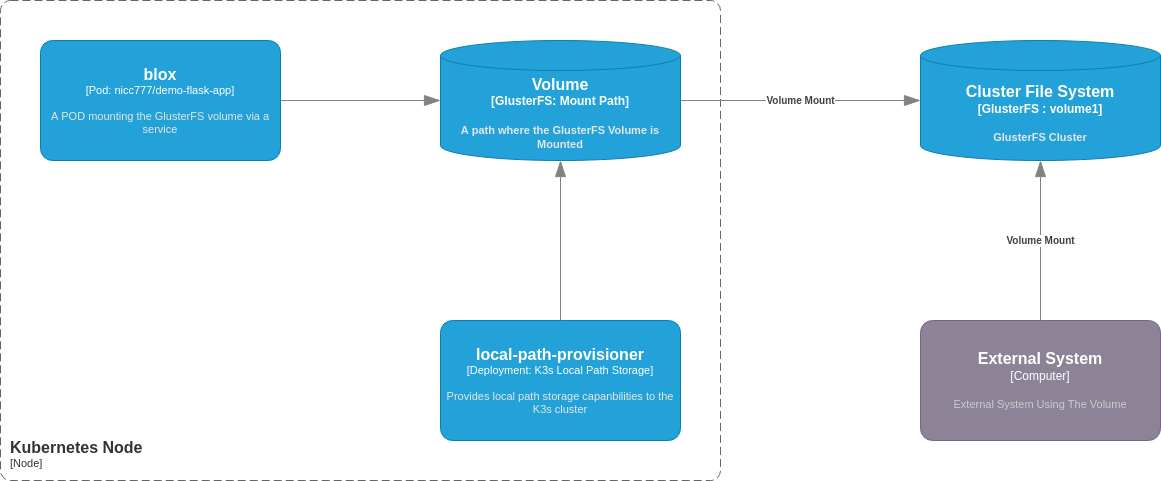 blox
[Pod: nicc777/demo-flask-app]
A POD mounting the GlusterFS volume via a
service
Volume
[GlusterFS: Mount Path]
A path where the GlusterFS Volume is
Mounted
Volume Mount
Cluster File System
[GlusterFS : volume1]
GlusterFS Cluster
Volume Mount
local-path-provisioner
[Deployment: K3s Local Path Storage]
Provides local path storage capanbilities to the
K3s cluster
External System
[Computer]
External System Using The Volume
Kubernetes Node
[Node]